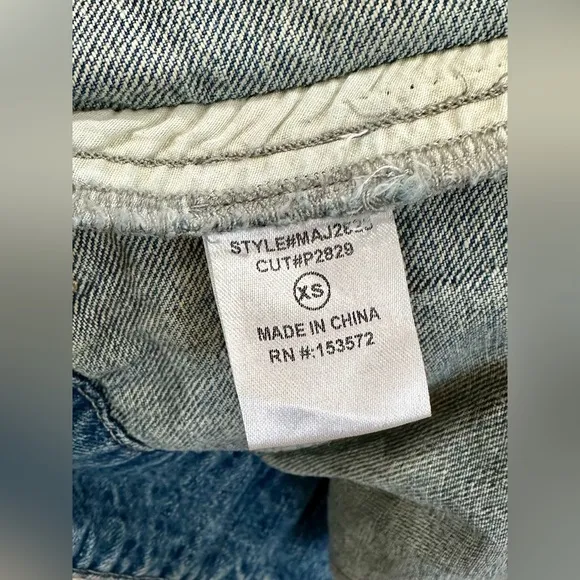 CUT#P2829
XS
MADE IN CHINA
RN #:153572